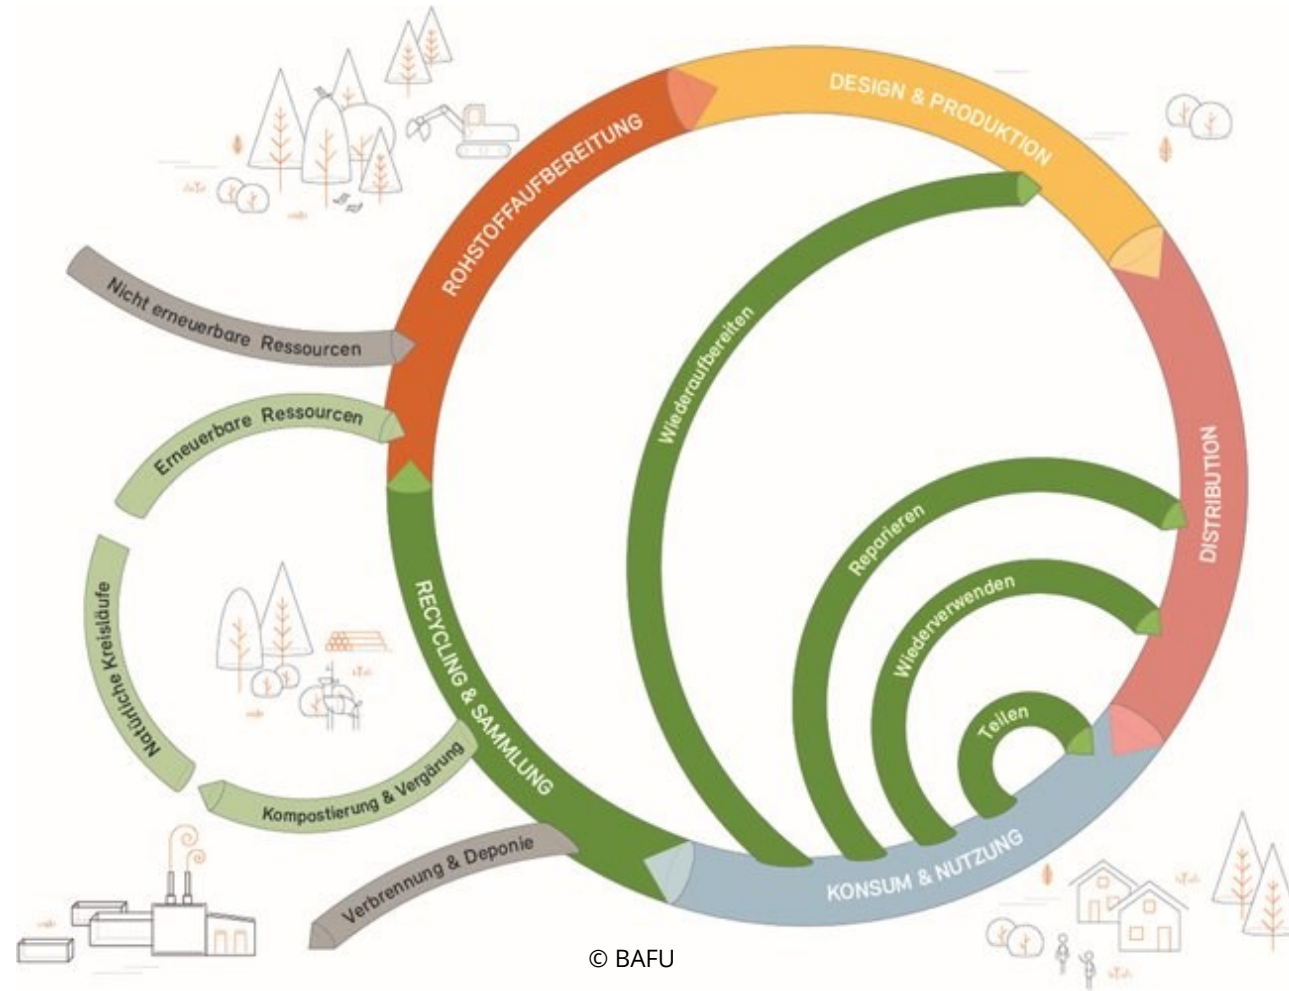 DESIGN & PRODUKTION
ROHSTOFFAUFBEREITUNG
Nicht erneuerbare Ressourcen
Erneuerbare Ressourcen
Wiederaufbereiten
DISTRIBUTION
Reparieren
Wiederverwenden
Teilen
RECYCLING & SAMMLUNG
Natürliche Kreisläufe
Kompostierung & Vergärung
Verbrennung & Deponie
KONSUM & NUTZUNG
© BAFU